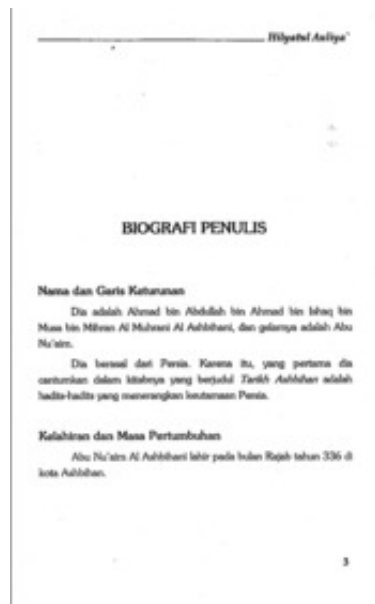 Hilyatul Auliya`
BIOGRAFI PENULIS
Nama dan Garis Keturunan
Dia adalah Ahmad bin Abdullah bin Ahmad bin Ishaq bin
Musa bin Mihran Al Muhrani Al Ashbihani, dan gelarnya adalah Abu
Nu'aim.
Dia berasal dari Persia. Karena itu, yang pertama dia
cantumkan dalam kitabnya yang berjudul Tarikh Ashbihan adalah
hadits-hadits yang menerangkan keutamaan Persia.
Kelahiran dan Masa Pertumbuhan
Abu Nu'aim Al Ashbihani lahir pada bulan Rajab tahun 336 di
kota Ashbihan.
3